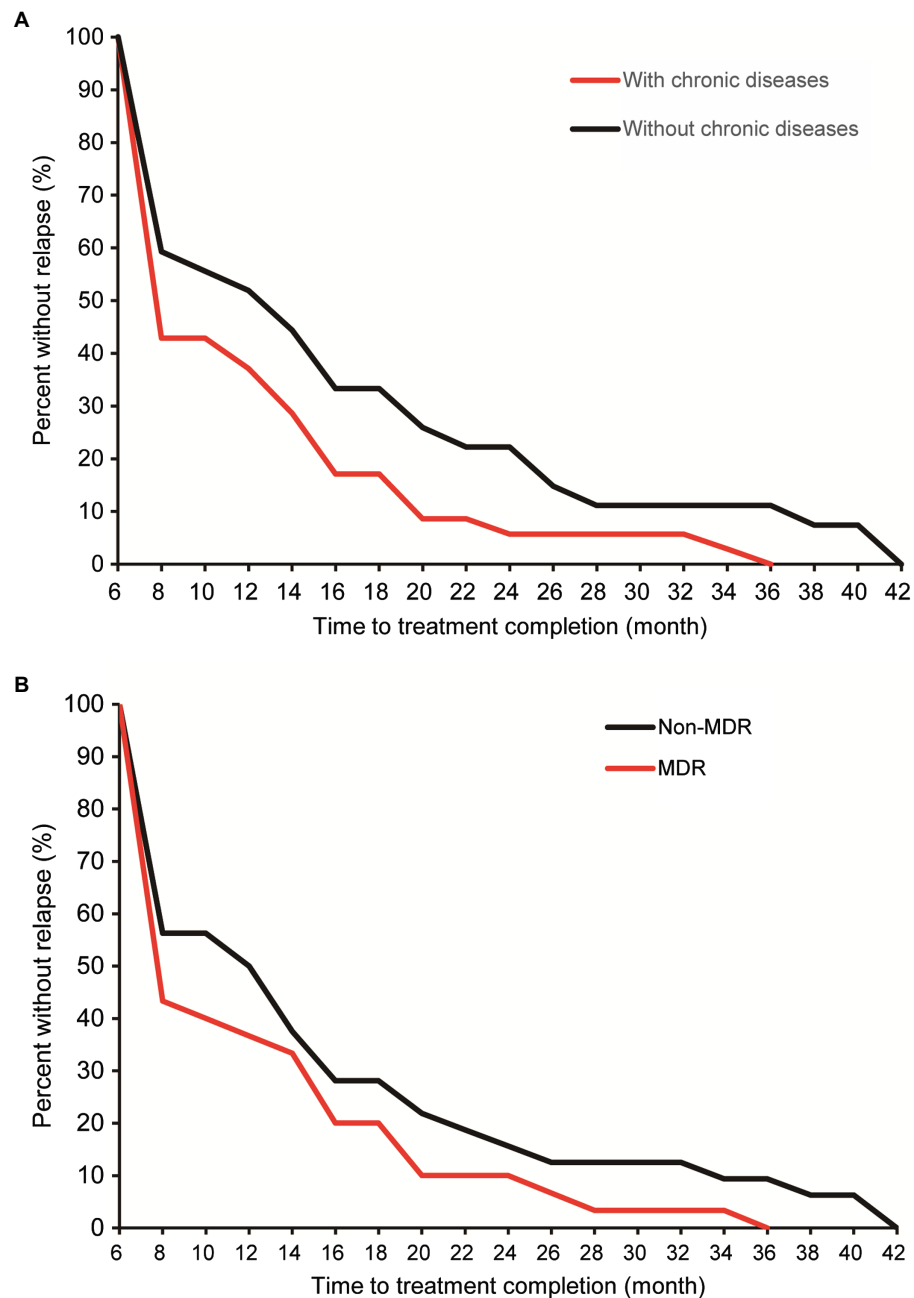 A
100
90
80
70
60
50
40
30
20
10
0
Percent without relapse (%)
With chronic diseases
Without chronic diseases
6 8 10 12 14 16 18 20 22 24 26 28 30 32 34 36 38 40 42
Time to treatment completion (month)
B
100
90
80
70
60
50
40
30
20
10
0
Percent without relapse (%)
Non-MDR
MDR
6 8 10 12 14 16 18 20 22 24 26 28 30 32 34 36 38 40 42
Time to treatment completion (month)